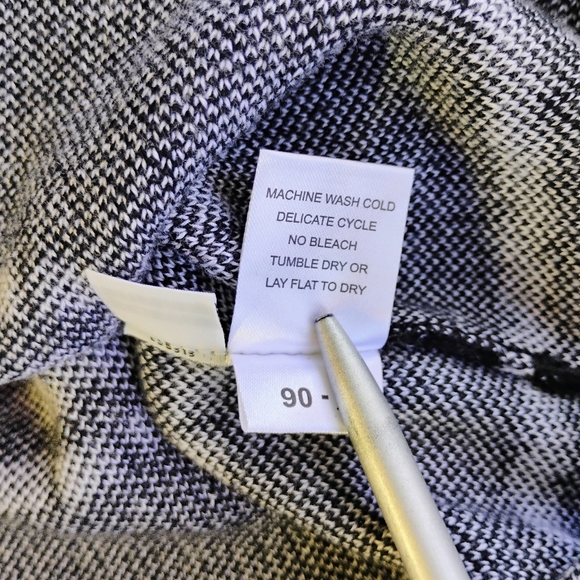 MACHINE WASH COLD
DELICATE CYCLE
NO BLEACH
TUMBLE DRY OR
LAY FLAT TO DRY
90 -